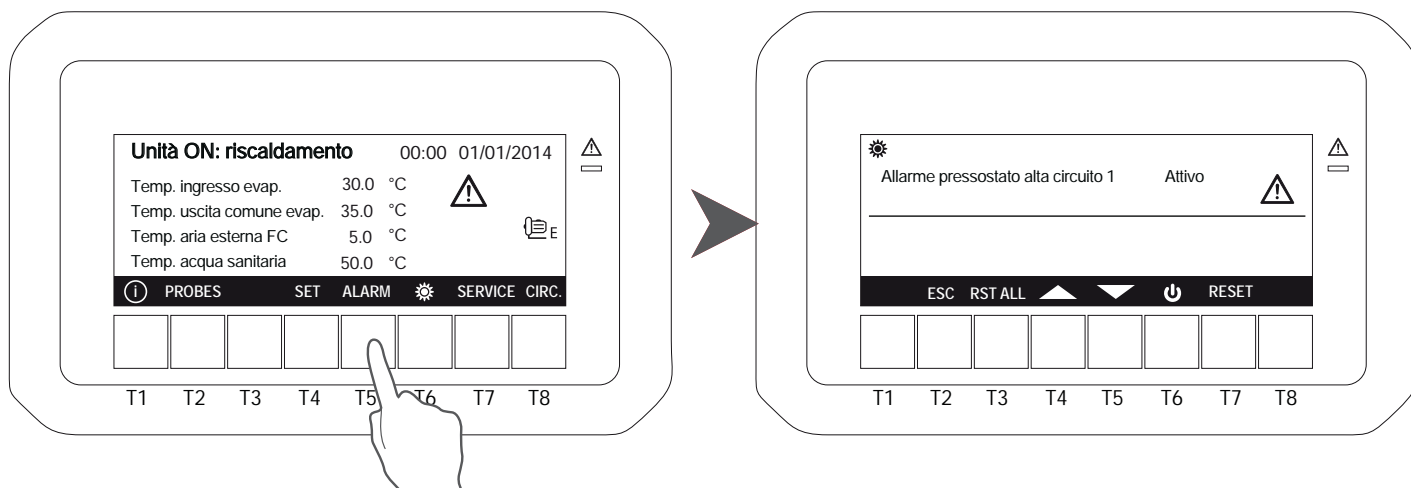 Unità ON: riscaldamento 00:00 01/01/2014
Temp. ingresso evap. 30.0 °C
Temp. uscita comune evap. 35.0 °C
Temp. aria esterna FC 5.0 °C
E
Temp. acqua sanitaria 50.0 °C
i PROBES SET ALARM SERVICE CIRC.
T1 T2 T3 T4 T5 T6 T7 T8
Allarme pressostato alta circuito 1 Attivo
ESC RST ALL RESET
T1 T2 T3 T4 T5 T6 T7 T8